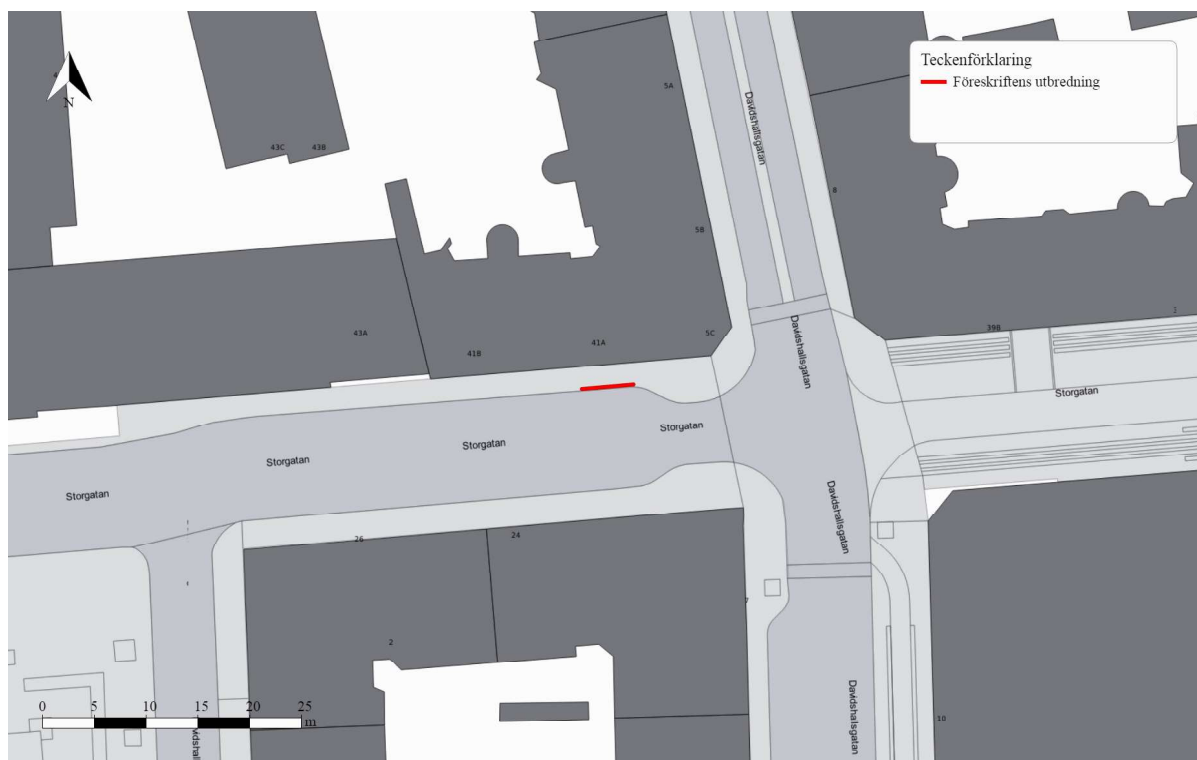 Teckenförklaring
Föreskriftens utbredning
N
5A
Davidshallsgatan
43C
43B
8
5B
Davidshallsgatan
39B
5C
43A
41A
41B
Storgatan
Storgatan
Storgatan
Storgatan
Storgatan
Davidshallsgatan
26
24
7
2
Davidshallsgatan
10
0 5 10 15 20 25
m